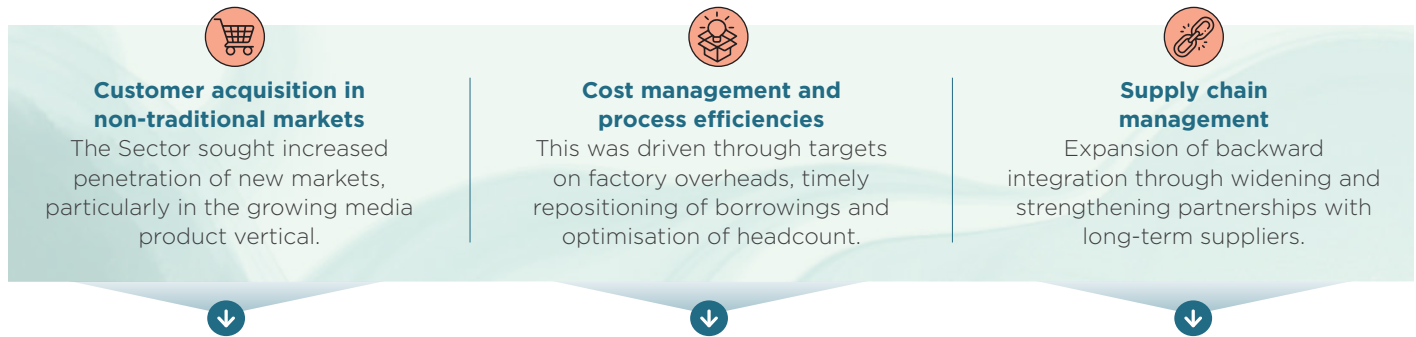 Customer acquisition in
non-traditional markets
The Sector sought increased
penetration of new markets,
particularly in the growing media
product vertical.
Cost management and
process efficiencies
This was driven through targets
on factory overheads, timely
repositioning of borrowings and
optimisation of headcount.
Supply chain
management
Expansion of backward
integration through widening and
strengthening partnerships with
long-term suppliers.